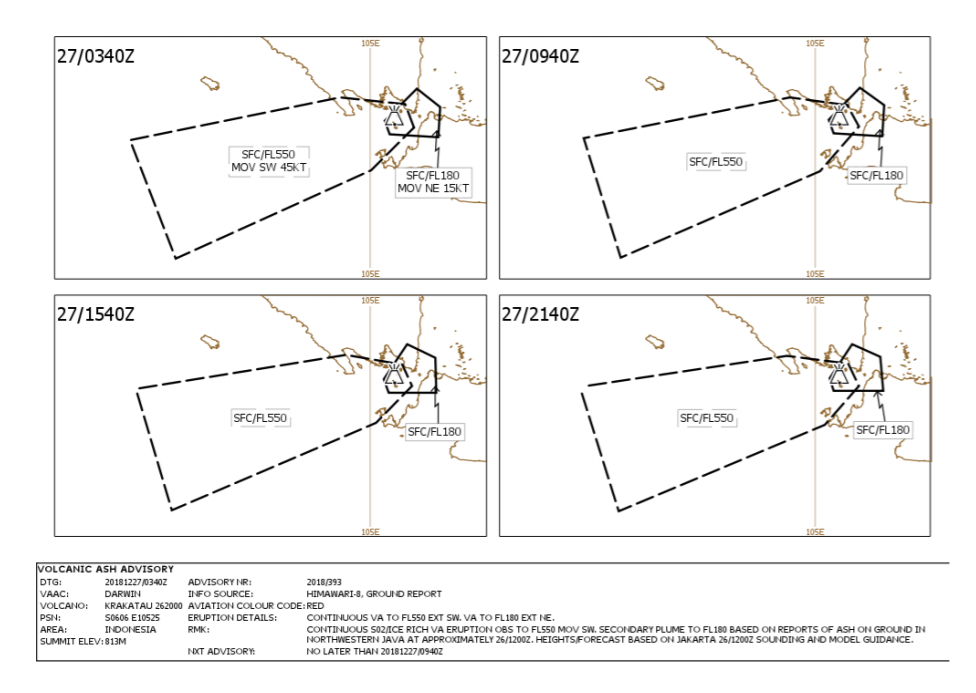 27/0340Z
105E
SFC/FL550
MOV SW 45KT
SFC/FL180
MOV NE 15KT
105E
27/0940Z
105E
SFC/FL550
SFC/FL180
105E
27/1540Z
105E
SFC/FL550
SFC/FL180
105E
27/2140Z
105E
SFC/FL550
SFC/FL180
105E
VOLCANIC ASH ADVISORY
DTG: 20181227/0340Z ADVISORY NR: 2018/393
VAAC: DARWIN INFO SOURCE: HIMAWARI-8, GROUND REPORT
VOLCANO: KRAKATAU 262000 AVIATION COLOUR CODE: RED
PSN: S0606 E10525 ERUPTION DETAILS: CONTINUOUS VA TO FL550 EXT SW. VA TO FL180 EXT NE.
AREA: INDONESIA RMK: CONTINUOUS S02/ICE RICH VA ERUPTION OBS TO FL550 MOV SW. SECONDARY PLUME TO FL180 BASED ON REPORTS OF ASH ON GROUND IN
SUMMIT ELEV: 813M NORTHWESTERN JAVA AT APPROXIMATELY 26/1200Z. HEIGHTS/FORECAST BASED ON JAKARTA 26/1200Z SOUNDING AND MODEL GUIDANCE.
NXT ADVISORY: NO LATER THAN 20181227/0940Z